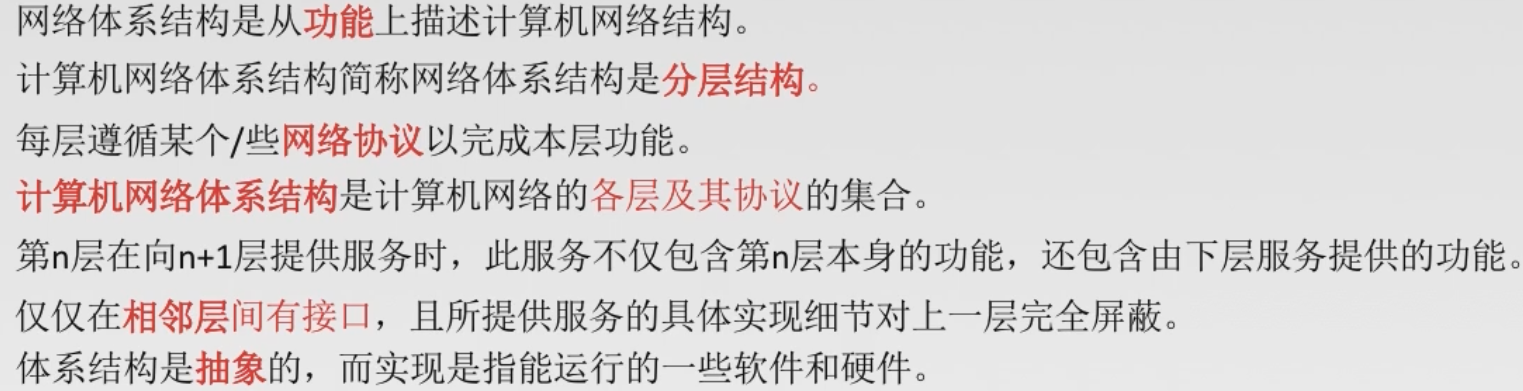 网络体系结构是从功能上描述计算机网络结构。
计算机网络体系结构简称网络体系结构是分层结构。
每层遵循某个/些网络协议以完成本层功能。
计算机网络体系结构是计算机网络的各层及其协议的集合。
第n层在向n+1层提供服务时，此服务不仅包含第n层本身的功能，还包含由下层服务提供的功能。
仅仅在相邻层间有接口，且所提供服务的具体实现细节对上一层完全屏蔽。
体系结构是抽象的，而实现是指能运行的一些软件和硬件。